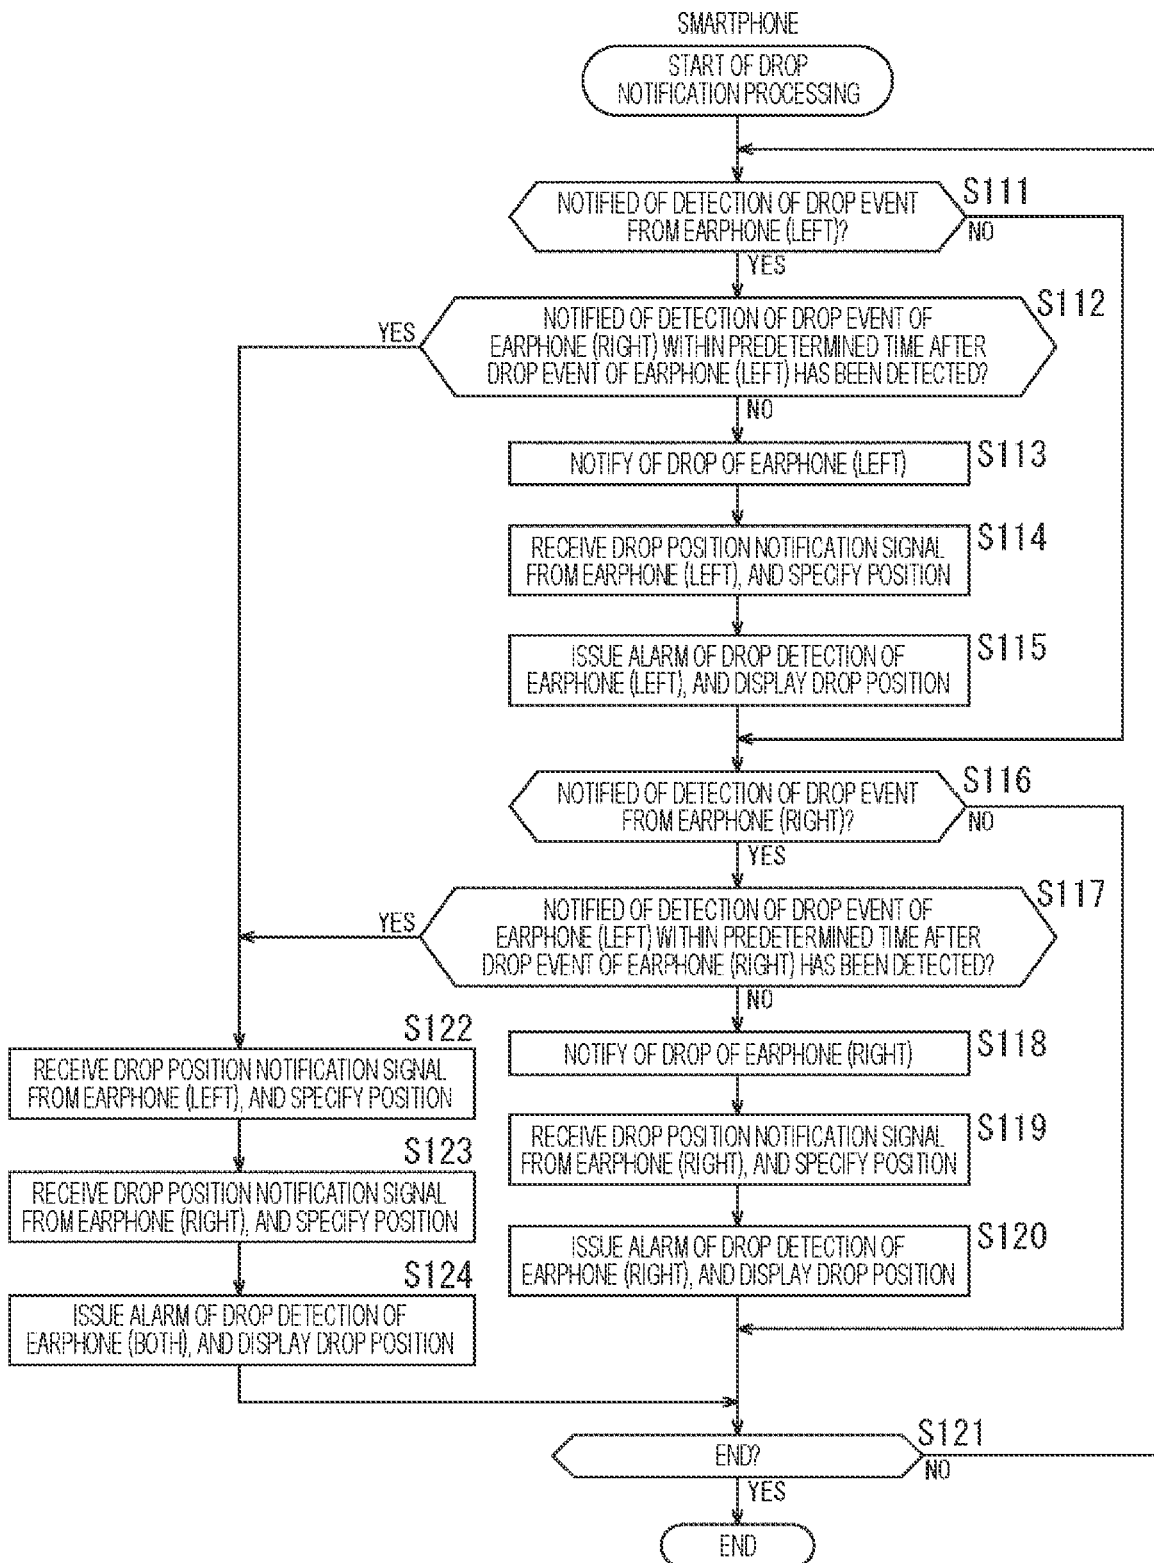 SMARTPHONE
START OF DROP
NOTIFICATION PROCESSING
NOTIFIED OF DETECTION OF DROP EVENT
FROM EARPHONE (LEFT)?
S111
NO
YES
NOTIFIED OF DETECTION OF DROP EVENT OF
EARPHONE (RIGHT) WITHIN PREDETERMINED TIME AFTER
DROP EVENT OF EARPHONE (LEFT) HAS BEEN DETECTED?
S112
YES
NO
NOTIFY OF DROP OF EARPHONE (LEFT)
S113
RECEIVE DROP POSITION NOTIFICATION SIGNAL
FROM EARPHONE (LEFT), AND SPECIFY POSITION
S114
ISSUE ALARM OF DROP DETECTION OF
EARPHONE (LEFT), AND DISPLAY DROP POSITION
S115
NOTIFIED OF DETECTION OF DROP EVENT
FROM EARPHONE (RIGHT)?
S116
NO
YES
NOTIFIED OF DETECTION OF DROP EVENT OF
EARPHONE (LEFT) WITHIN PREDETERMINED TIME AFTER
DROP EVENT OF EARPHONE (RIGHT) HAS BEEN DETECTED?
S117
YES
NO
NOTIFY OF DROP OF EARPHONE (RIGHT)
S118
RECEIVE DROP POSITION NOTIFICATION SIGNAL
FROM EARPHONE (RIGHT), AND SPECIFY POSITION
S119
ISSUE ALARM OF DROP DETECTION OF
EARPHONE (RIGHT), AND DISPLAY DROP POSITION
S120
S122
RECEIVE DROP POSITION NOTIFICATION SIGNAL
FROM EARPHONE (LEFT), AND SPECIFY POSITION
S123
RECEIVE DROP POSITION NOTIFICATION SIGNAL
FROM EARPHONE (RIGHT), AND SPECIFY POSITION
S124
ISSUE ALARM OF DROP DETECTION OF
EARPHONE (BOTH), AND DISPLAY DROP POSITION
END?
S121
NO
YES
END